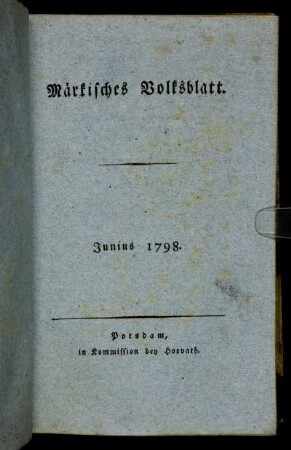 Märkisches Volksblatt.
Junius 1798.
Potsdam,
in Kommission bey Horvath.